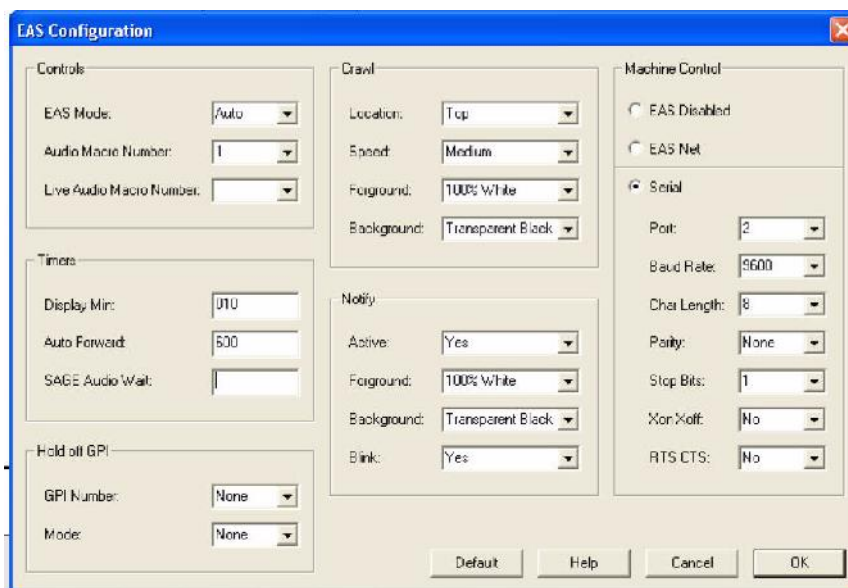 EAS Configuration
Controls
EAS Mode: Auto
Audio Macro Number: 1
Live Audio Macro Number:
Timers
Display Min: 010
Auto Forward: 600
SAGE Audio Wait:
Hold off GPI
GPI Number: None
Mode: None
Crawl
Location: Top
Speed: Medium
Forground: 100% White
Background: Transparent Black
Notify
Active: Yes
Forground: 100% White
Background: Transparent Black
Blink: Yes
Machine Control
EAS Disabled
EAS Net
Serial
Port: 2
Baud Rate: 9600
Char Length: 8
Parity: None
Stop Bits: 1
Xon Xoff: No
RTS CTS: No
Default Help Cancel OK